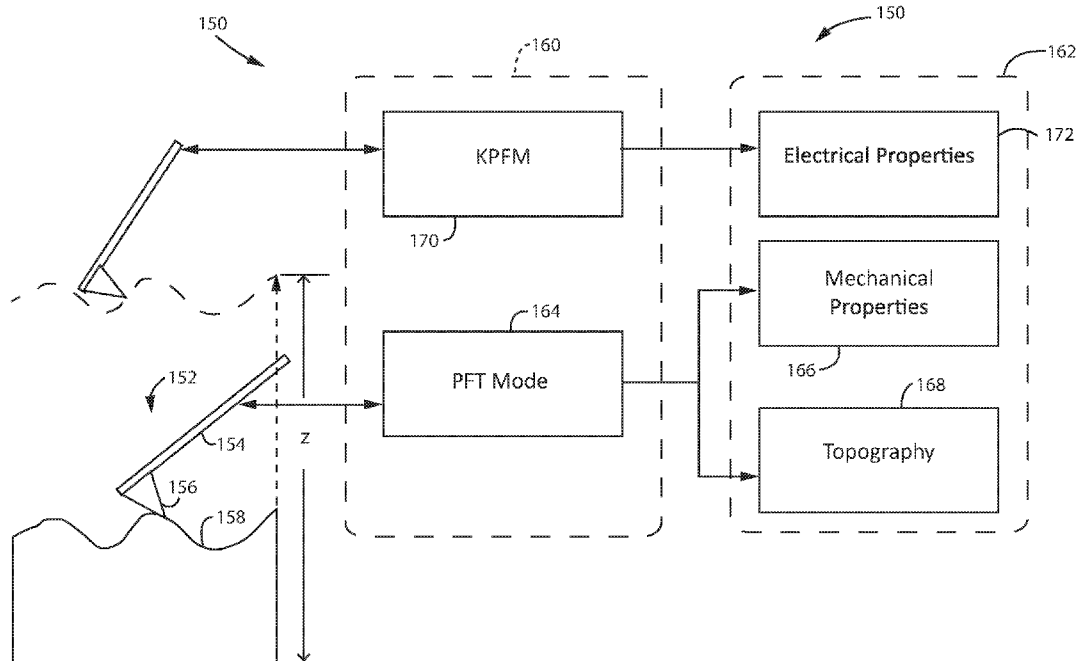 150
150
160
162
KPFM
Electrical Properties
172
170
Mechanical
Properties
164
166
PFT Mode
152
168
154
z
Topography
156
158